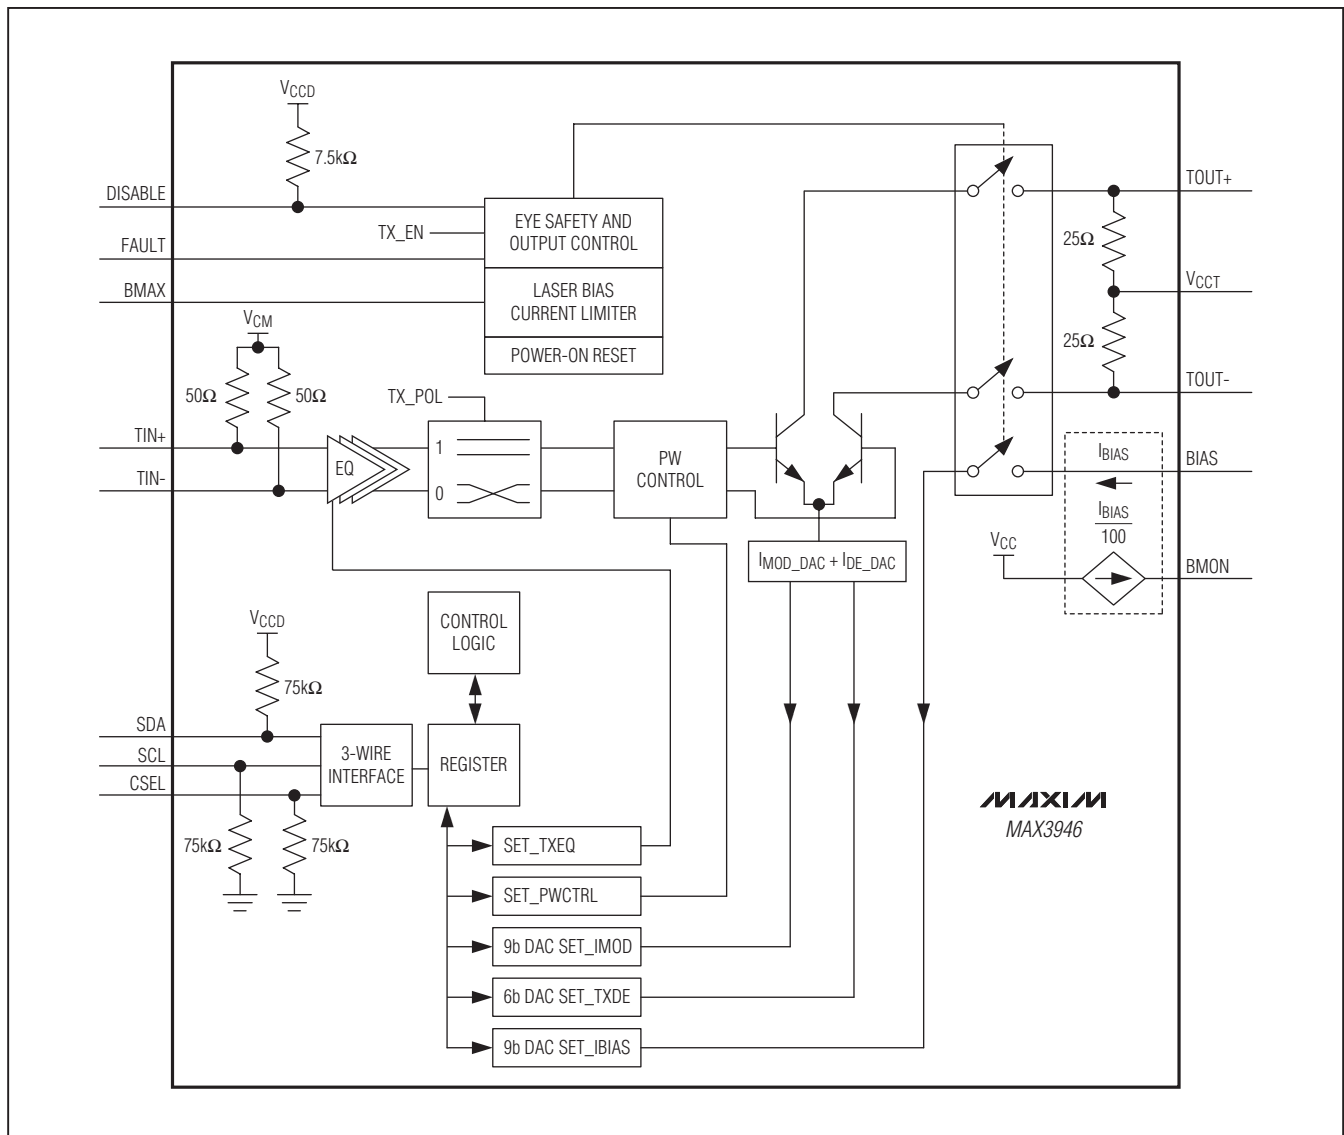 VCCD
7.5kΩ
DISABLE
TX_EN
FAULT
BMAX
EYE SAFETY AND
OUTPUT CONTROL
LASER BIAS
CURRENT LIMITER
POWER-ON RESET
TOUT+
25Ω
VCCT
25Ω
TOUT-
VCM
50Ω
50Ω
TX_POL
TIN+
TIN-
EQ
1
0
PW
CONTROL
IBIAS
BIAS
IBIAS
100
VCC
BMON
IMOD_DAC + IDE_DAC
VCCD
75kΩ
CONTROL
LOGIC
SDA
SCL
CSEL
3-WIRE
INTERFACE
REGISTER
75kΩ
75kΩ
SET_TXEQ
SET_PWCTRL
9b DAC SET_IMOD
6b DAC SET_TXDE
9b DAC SET_IBIAS
MAXIM
MAX3946